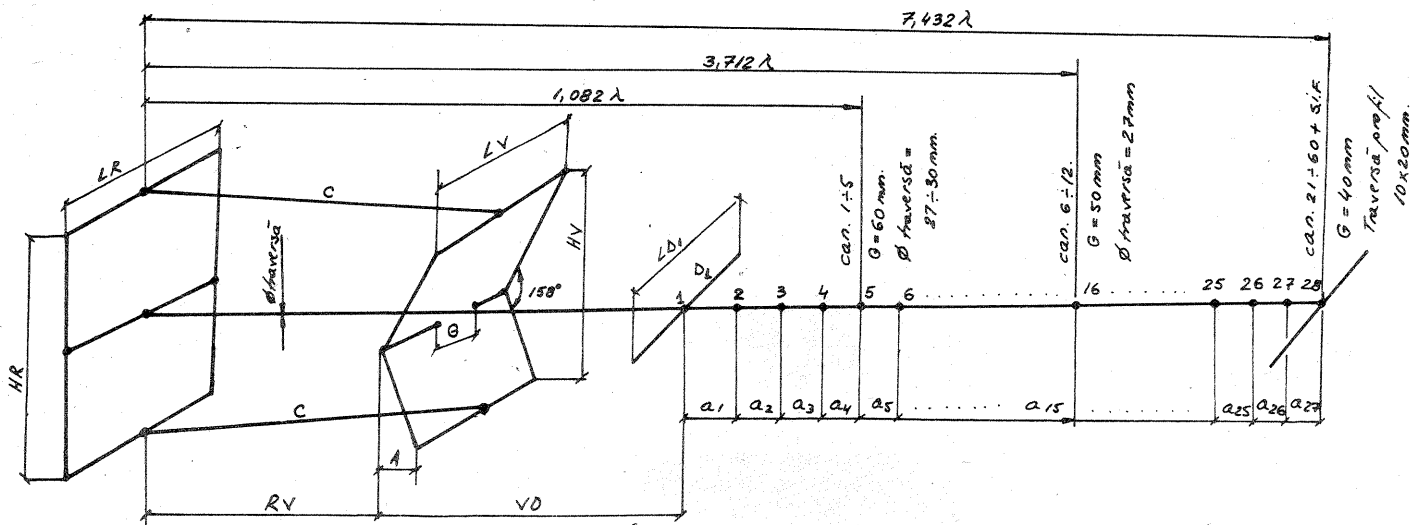 7,432 λ
3,712 λ
1,082 λ
LR
C
LV
HV
158°
Ø traversă
G
HR
C
A
RV
VD
LD1
D1
1 2 3 4 5 6 16 25 26 27 28
a1 a2 a3 a4 a5 a15 a25 a26 a27
can. 1÷5
G = 60 mm.
Ø traversă =
27÷30 mm.
can. 6÷12.
G = 50 mm
Ø traversă = 27 mm
can. 21÷60 + S.I.F.
G = 40 mm
Traversă profil
10x20 mm.